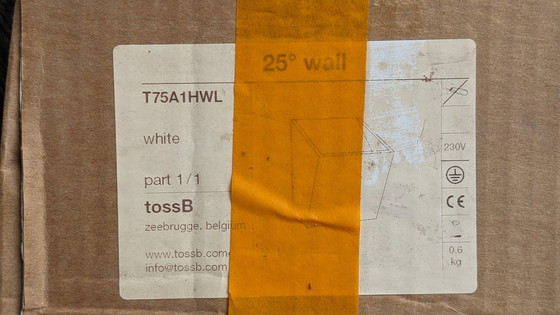 25° wall
T75A1HWL
white
part 1/1
tossB
zeebrugge, belgium
www.tossb.com
info@tossb.com
230V
CE
0.6
kg